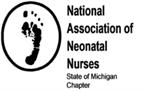 National
Association of
Neonatal
Nurses
State of Michigan
Chapter